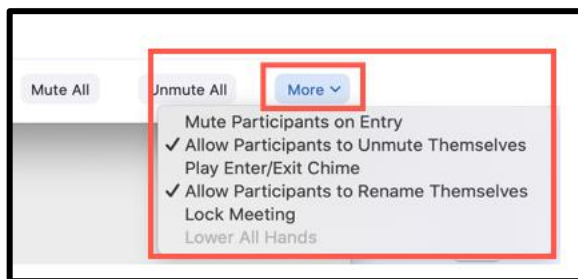 Mute All Unmute All More
Mute Participants on Entry
✓ Allow Participants to Unmute Themselves
Play Enter/Exit Chime
✓ Allow Participants to Rename Themselves
Lock Meeting
Lower All Hands